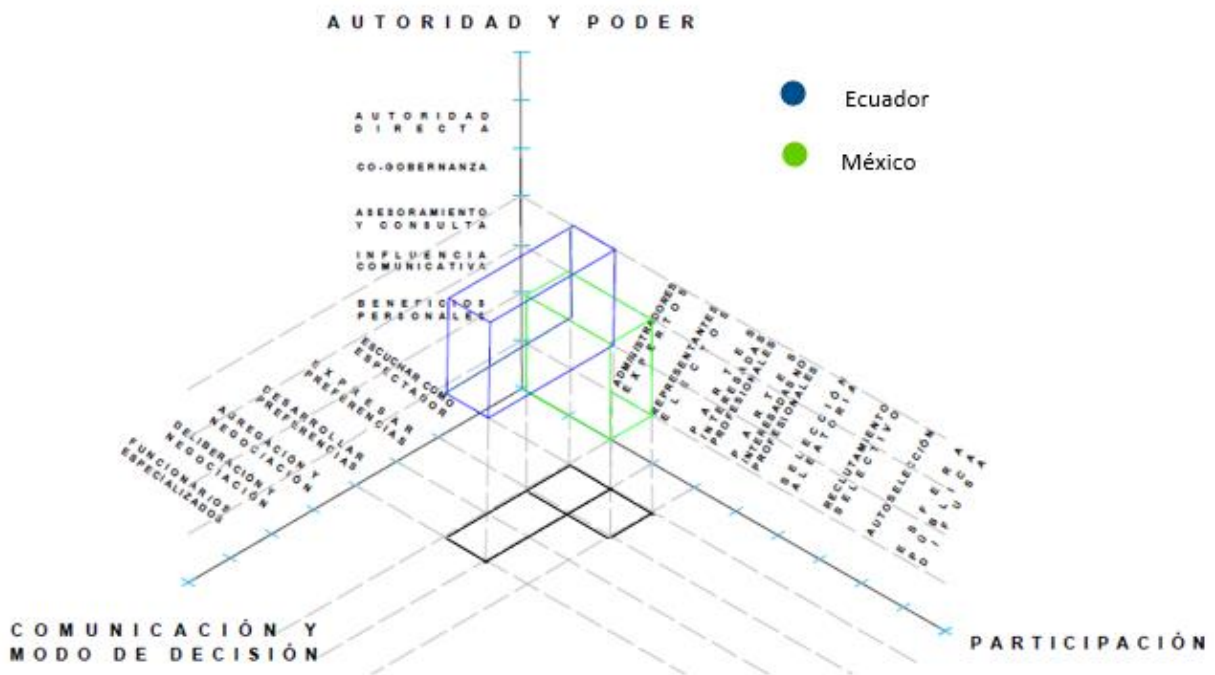 AUTORIDAD Y PODER
Ecuador
México
AUTORIDAD
DIRECTA
CO-GOBERNANZA
ASESORAMIENTO
Y CONSULTA
INFLUENCIA
COMUNICATIVA
BENEFICIOS
PERSONALES
ESCUCHAR COMO
ESPECTADOR
EXPRESAR
PREFERENCIAS
DESARROLLAR
PREFERENCIAS
AGREGACIÓN Y
NEGOCIACIÓN
DELIBERACIÓN Y
NEGOCIACIÓN
FUNCIONARIOS
ESPECIALIZADOS
ADMINISTRADORES
EXPERTOS
REPRESENTANTES
ELECTOS
PARTES
INTERESADAS
PROFESIONALES
PARTES
INTERESADAS NO
PROFESIONALES
SELECCIÓN
ALEATORIA
RECLUTAMIENTO
SELECTIVO
AUTOSELECCIÓN
ESFERA
PÚBLICA
DIFUSA
COMUNICACIÓN Y
MODO DE DECISIÓN
PARTICIPACIÓN